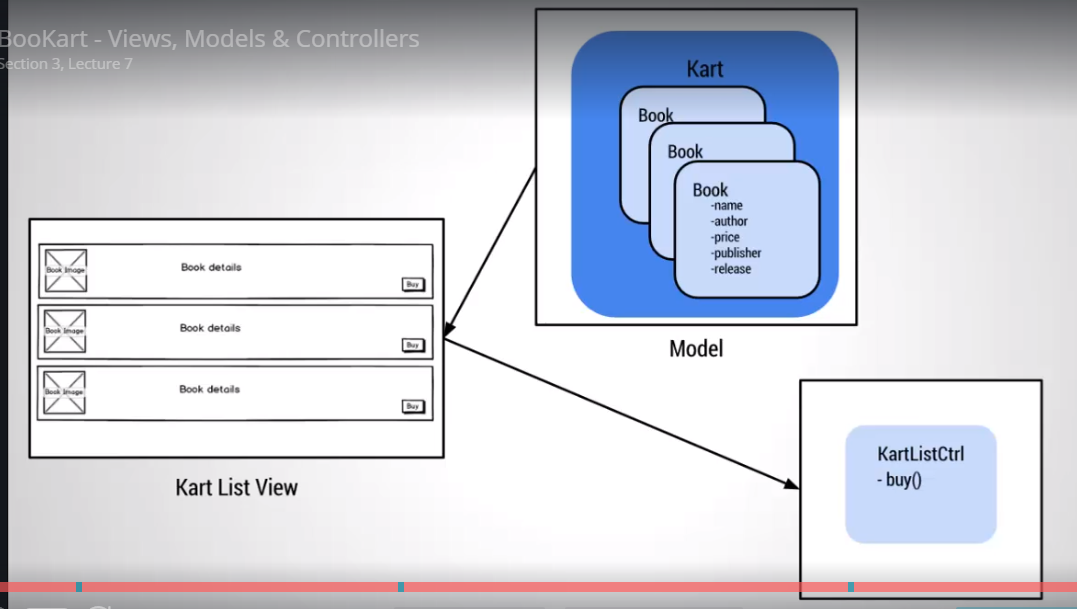 BooKart - Views, Models & Controllers
Section 3, Lecture 7
Kart
Book
Book
Book
-name
-author
-price
-publisher
-release
Model
Book Image
Book details
Buy
Book Image
Book details
Buy
Book Image
Book details
Buy
Kart List View
KartListCtrl
- buy()